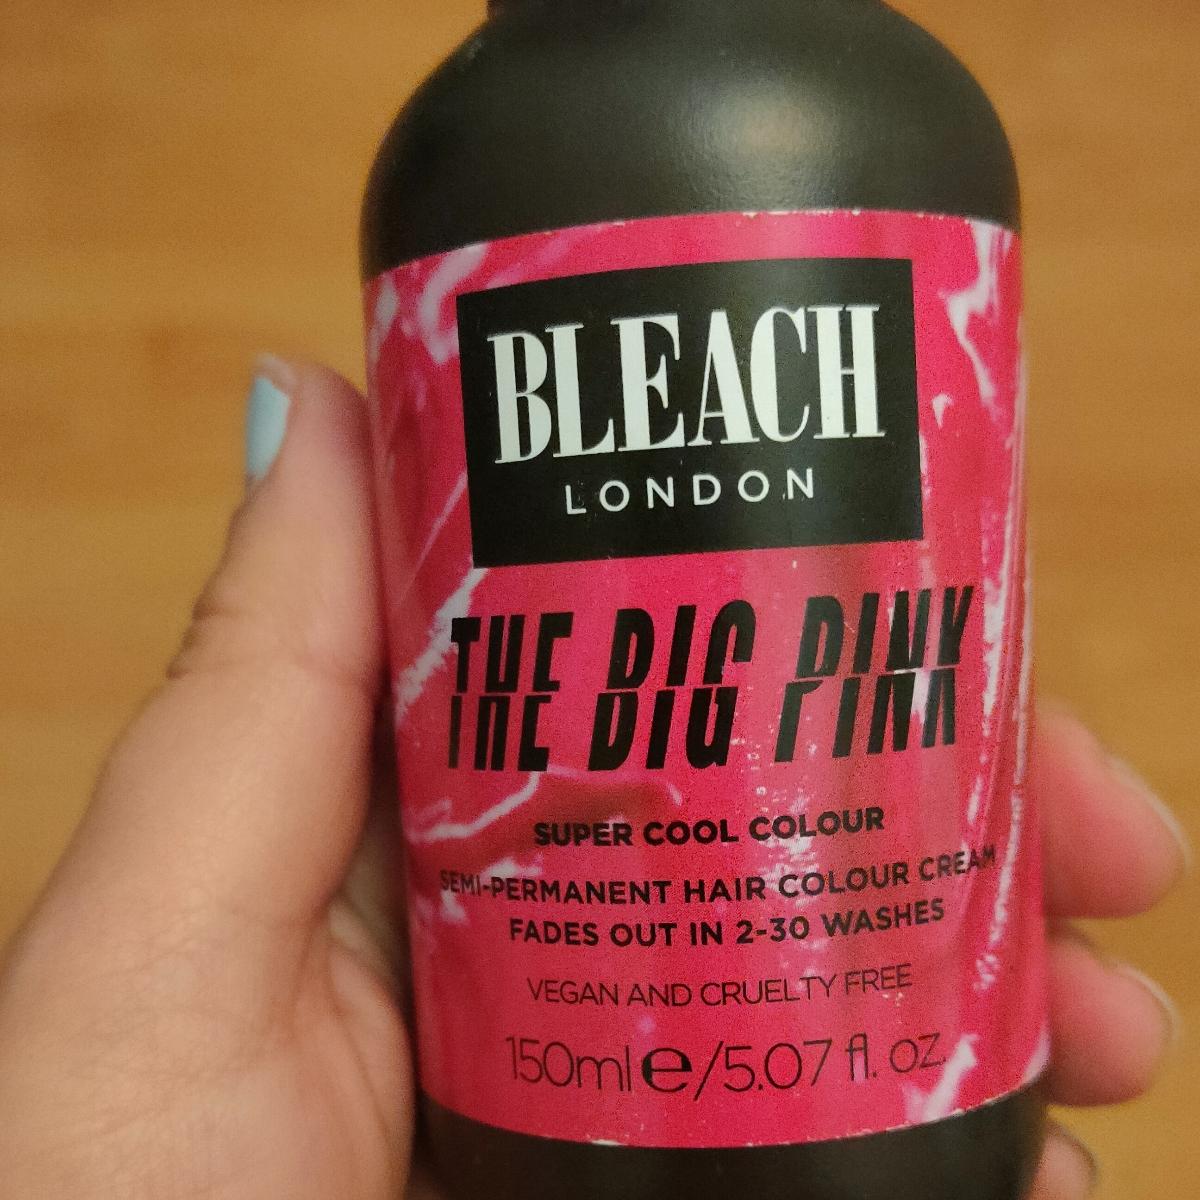 BLEACH
LONDON
THE BIG PINK
SUPER COOL COLOUR
SEMI-PERMANENT HAIR COLOUR CREAM
FADES OUT IN 2-30 WASHES
VEGAN AND CRUELTY FREE
150ml℮/5.07 fl. oz.